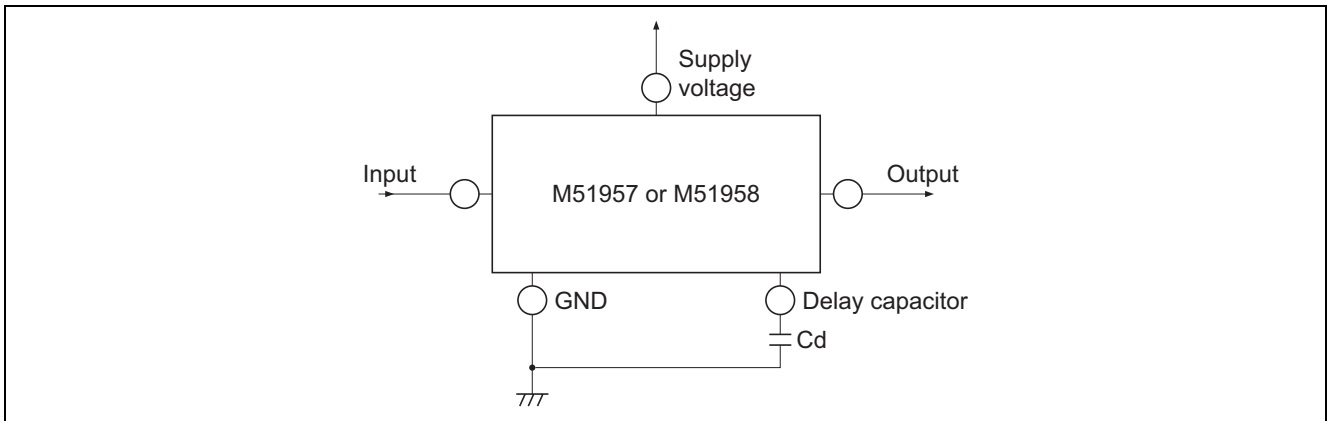 Supply
voltage
Input
M51957 or M51958
Output
GND
Delay capacitor
Cd